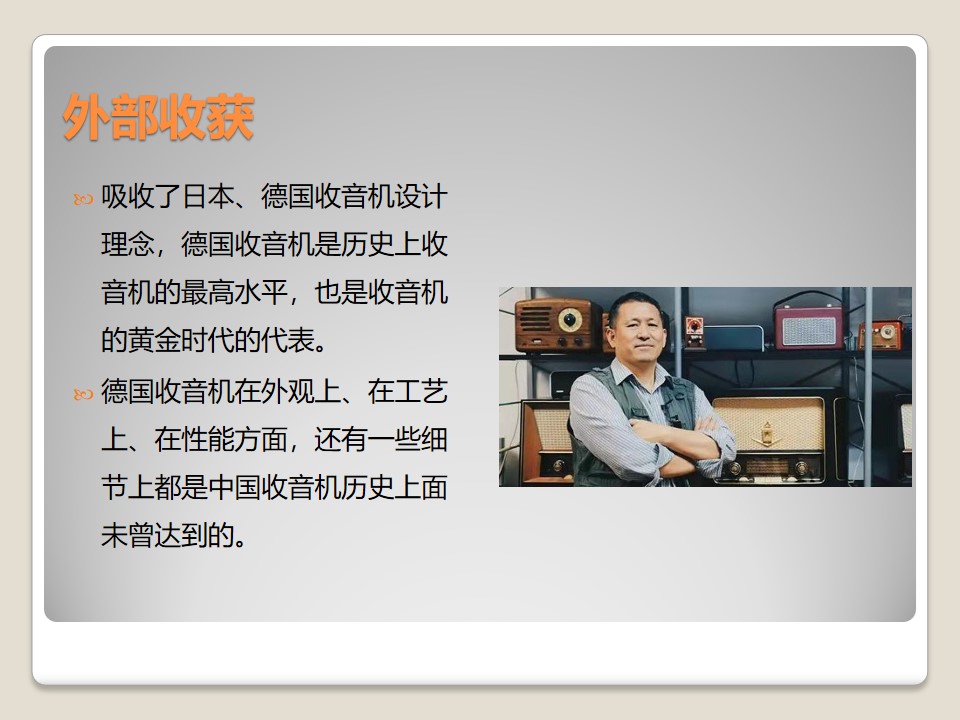 外部收获
吸收了日本、德国收音机设计
理念，德国收音机是历史上收
音机的最高水平，也是收音机
的黄金时代的代表。
德国收音机在外观上、在工艺
上、在性能方面，还有一些细
节上都是中国收音机历史上面
未曾达到的。